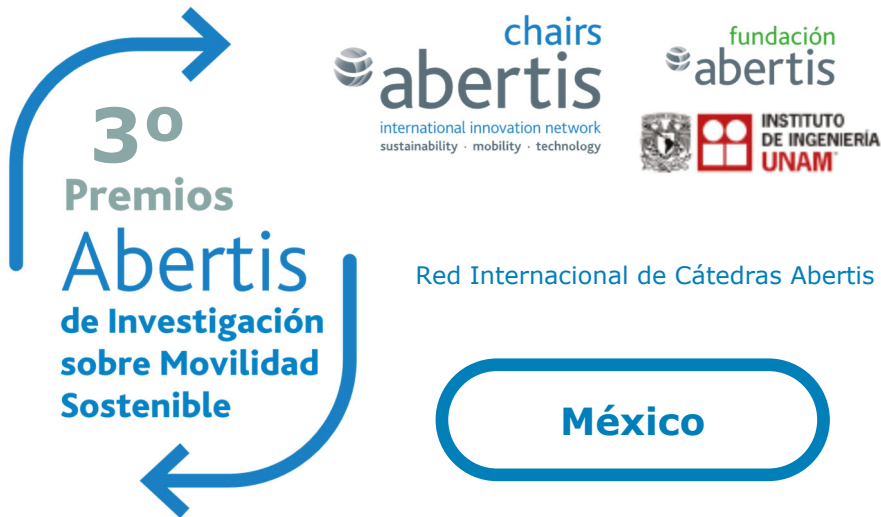 3º
Premios
Abertis
de Investigación
sobre Movilidad
Sostenible
chairs
abertis
international innovation network
sustainability · mobility · technology
fundación
abertis
INSTITUTO
DE INGENIERÍA
UNAM
Red Internacional de Cátedras Abertis
México